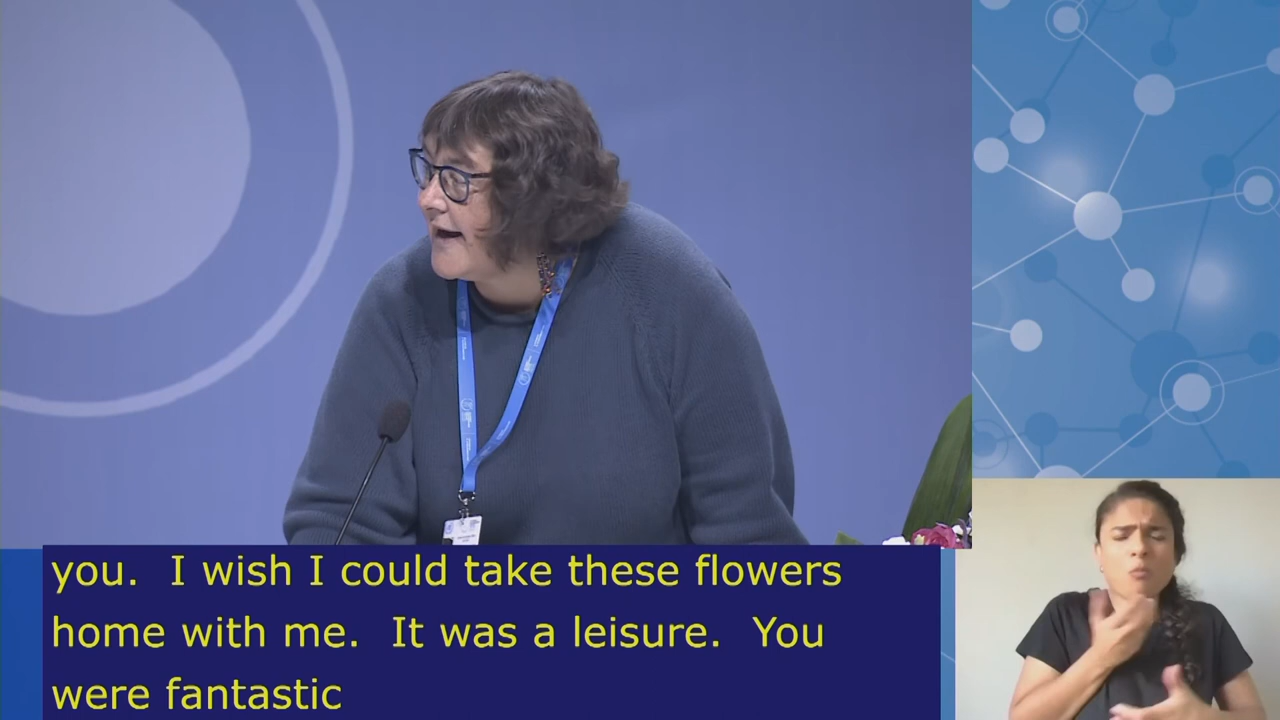 you.  I wish I could take these flowers
home with me.  It was a leisure.  You
were fantastic